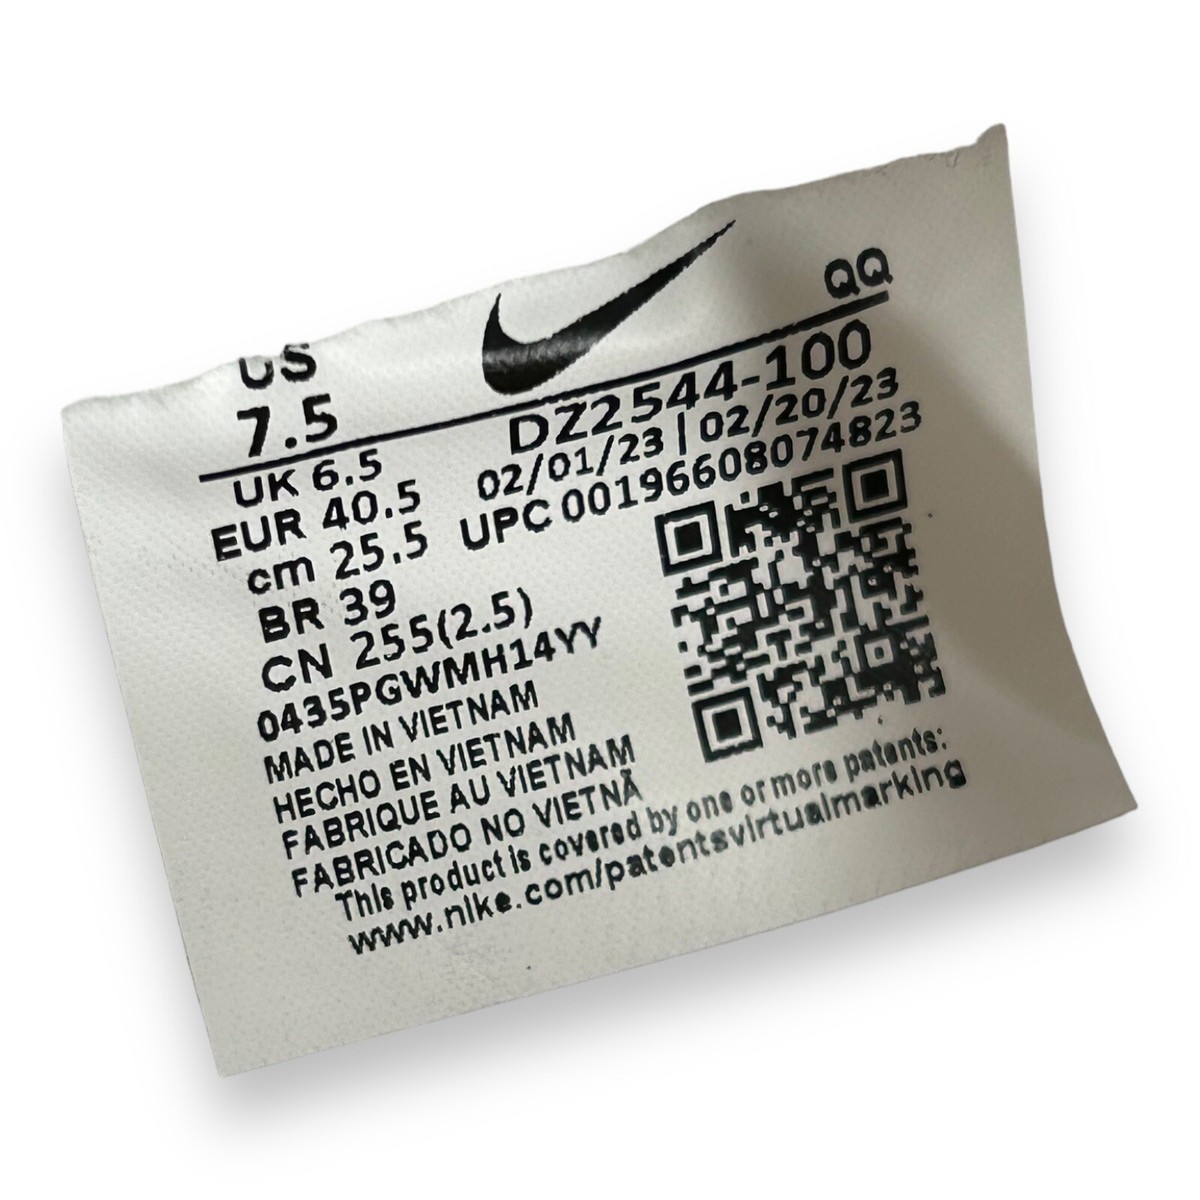 US
7.5
QQ
DZ2544-100
02/01/23 | 02/20/23
UPC 00196608074823
UK 6.5
EUR 40.5
cm 25.5
BR 39
CN 255(2.5)
0435PGWMH14YY
MADE IN VIETNAM
HECHO EN VIETNAM
FABRIQUE AU VIETNAM
FABRICADO NO VIETNÃ
This product is covered by one or more patents:
www.nike.com/patentsvirtualmarking